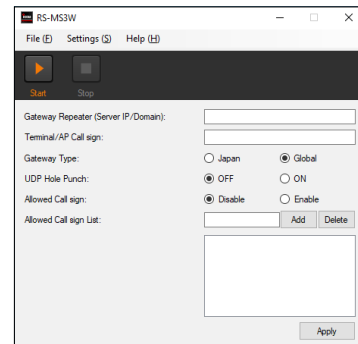 RS-MS3W
File (F) Settings (S) Help (H)
Start Stop
Gateway Repeater (Server IP/Domain):
Terminal/AP Call sign:
Gateway Type: Japan Global
UDP Hole Punch: OFF ON
Allowed Call sign: Disable Enable
Allowed Call sign List: Add Delete
Apply